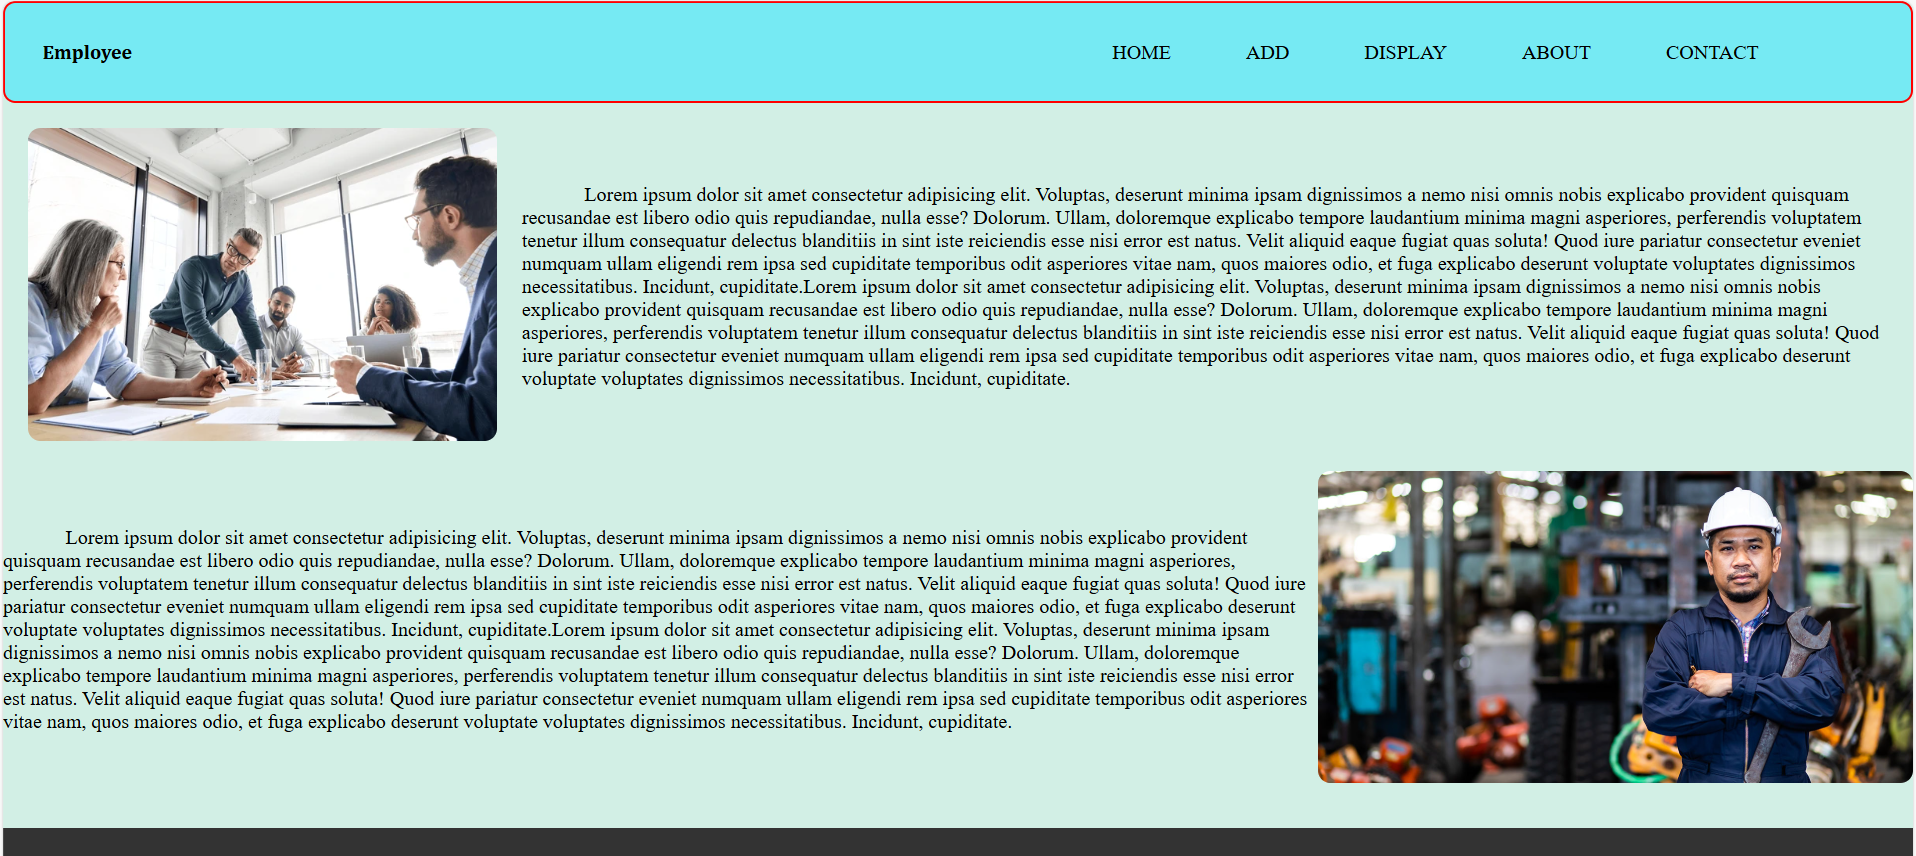 Employee
HOME ADD DISPLAY ABOUT CONTACT
Lorem ipsum dolor sit amet consectetur adipisicing elit. Voluptas, deserunt minima ipsam dignissimos a nemo nisi omnis nobis explicabo provident quisquam
recusandae est libero odio quis repudiandae, nulla esse? Dolorum. Ullam, doloremque explicabo tempore laudantium minima magni asperiores, perferendis voluptatem
tenetur illum consequatur delectus blanditiis in sint iste reiciendis esse nisi error est natus. Velit aliquid eaque fugiat quas soluta! Quod iure pariatur consectetur eveniet
numquam ullam eligendi rem ipsa sed cupiditate temporibus odit asperiores vitae nam, quos maiores odio, et fuga explicabo deserunt voluptate voluptates dignissimos
necessitatibus. Incidunt, cupiditate.Lorem ipsum dolor sit amet consectetur adipisicing elit. Voluptas, deserunt minima ipsam dignissimos a nemo nisi omnis nobis
explicabo provident quisquam recusandae est libero odio quis repudiandae, nulla esse? Dolorum. Ullam, doloremque explicabo tempore laudantium minima magni
asperiores, perferendis voluptatem tenetur illum consequatur delectus blanditiis in sint iste reiciendis esse nisi error est natus. Velit aliquid eaque fugiat quas soluta! Quod
iure pariatur consectetur eveniet numquam ullam eligendi rem ipsa sed cupiditate temporibus odit asperiores vitae nam, quos maiores odio, et fuga explicabo deserunt
voluptate voluptates dignissimos necessitatibus. Incidunt, cupiditate.
Lorem ipsum dolor sit amet consectetur adipisicing elit. Voluptas, deserunt minima ipsam dignissimos a nemo nisi omnis nobis explicabo provident
quisquam recusandae est libero odio quis repudiandae, nulla esse? Dolorum. Ullam, doloremque explicabo tempore laudantium minima magni asperiores,
perferendis voluptatem tenetur illum consequatur delectus blanditiis in sint iste reiciendis esse nisi error est natus. Velit aliquid eaque fugiat quas soluta! Quod iure
pariatur consectetur eveniet numquam ullam eligendi rem ipsa sed cupiditate temporibus odit asperiores vitae nam, quos maiores odio, et fuga explicabo deserunt
voluptate voluptates dignissimos necessitatibus. Incidunt, cupiditate.Lorem ipsum dolor sit amet consectetur adipisicing elit. Voluptas, deserunt minima ipsam
dignissimos a nemo nisi omnis nobis explicabo provident quisquam recusandae est libero odio quis repudiandae, nulla esse? Dolorum. Ullam, doloremque
explicabo tempore laudantium minima magni asperiores, perferendis voluptatem tenetur illum consequatur delectus blanditiis in sint iste reiciendis esse nisi error
est natus. Velit aliquid eaque fugiat quas soluta! Quod iure pariatur consectetur eveniet numquam ullam eligendi rem ipsa sed cupiditate temporibus odit asperiores
vitae nam, quos maiores odio, et fuga explicabo deserunt voluptate voluptates dignissimos necessitatibus. Incidunt, cupiditate.